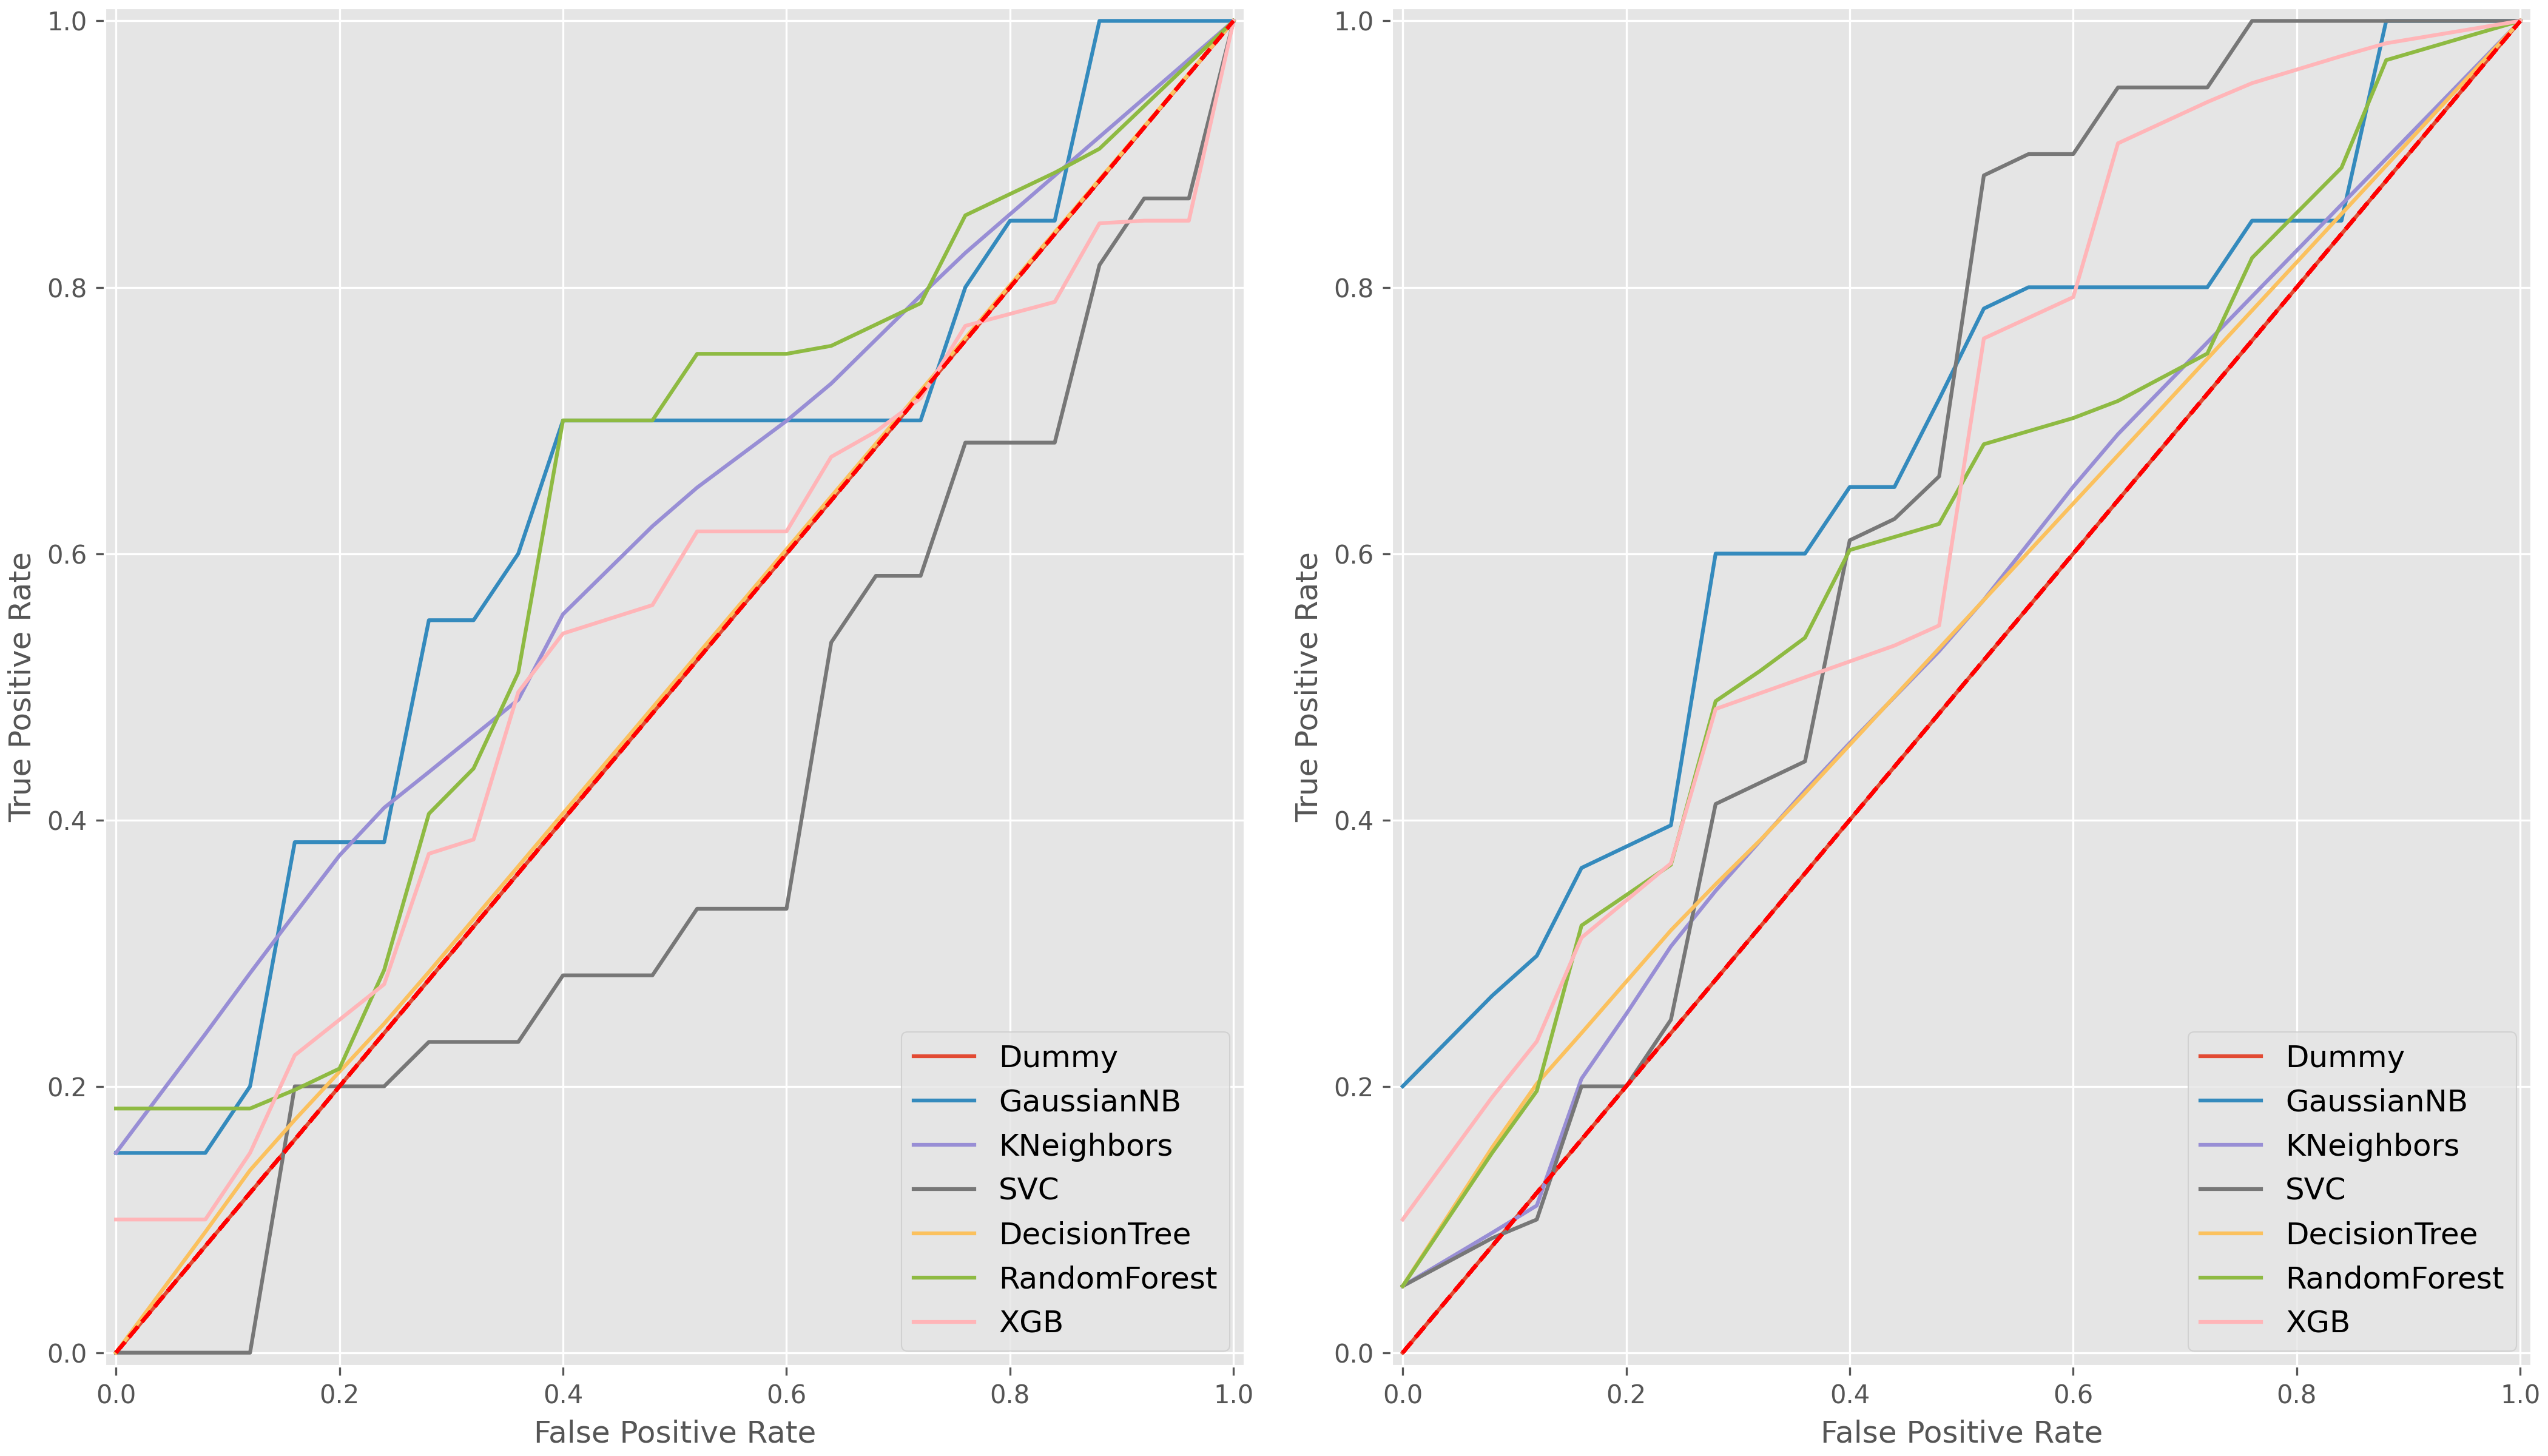 1.0
0.8
0.6
0.4
0.2
0.0
True Positive Rate
0.0 0.2 0.4 0.6 0.8 1.0
False Positive Rate
Dummy
GaussianNB
KNeighbors
SVC
DecisionTree
RandomForest
XGB
1.0
0.8
0.6
0.4
0.2
0.0
True Positive Rate
0.0 0.2 0.4 0.6 0.8 1.0
False Positive Rate
Dummy
GaussianNB
KNeighbors
SVC
DecisionTree
RandomForest
XGB